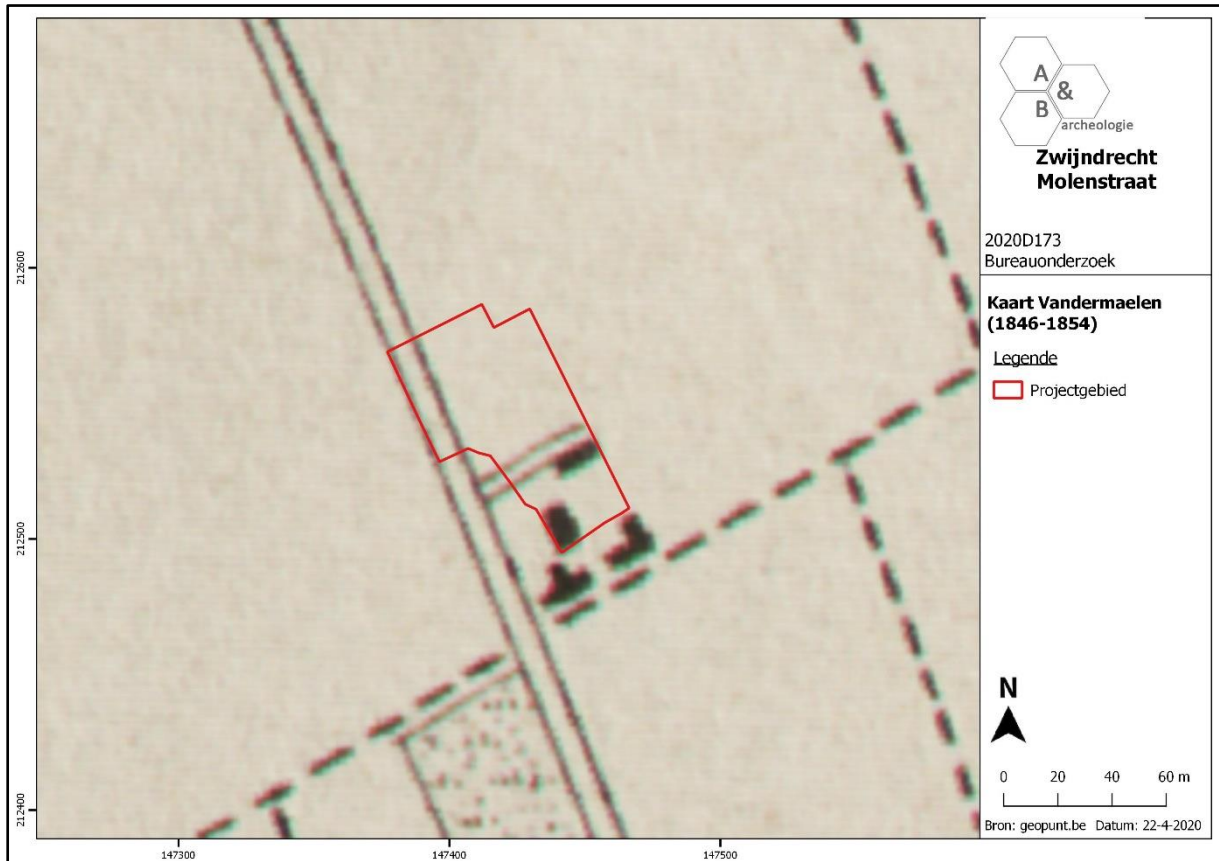 A
&
B
archeologie
Zwijndrecht
Molenstraat
2020D173
Bureauonderzoek
Kaart Vandermaelen
(1846-1854)
Legende
Projectgebied
N
0 20 40 60 m
Bron: geopunt.be Datum: 22-4-2020
212600
212500
212400
147300 147400 147500